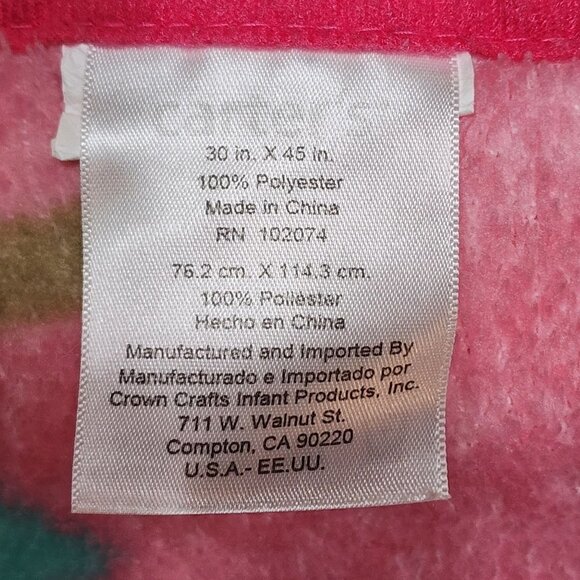 carter's
30 in. X 45 in.
100% Polyester
Made in China
RN 102074
76.2 cm. X 114.3 cm.
100% Poliéster
Hecho en China
Manufactured and Imported By
Manufacturado e Importado por
Crown Crafts Infant Products, Inc.
711 W. Walnut St.
Compton, CA 90220
U.S.A.- EE.UU.